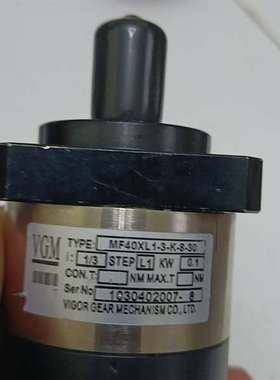 VGM
TYPE: MF40XL1-3-K-8-30
i: 1/3 STEP L1 KW 0.1
CON.T: NM MAX.T NM
Ser No 1Q30402007- 8
VIGOR GEAR MECHANISM CO., LTD.